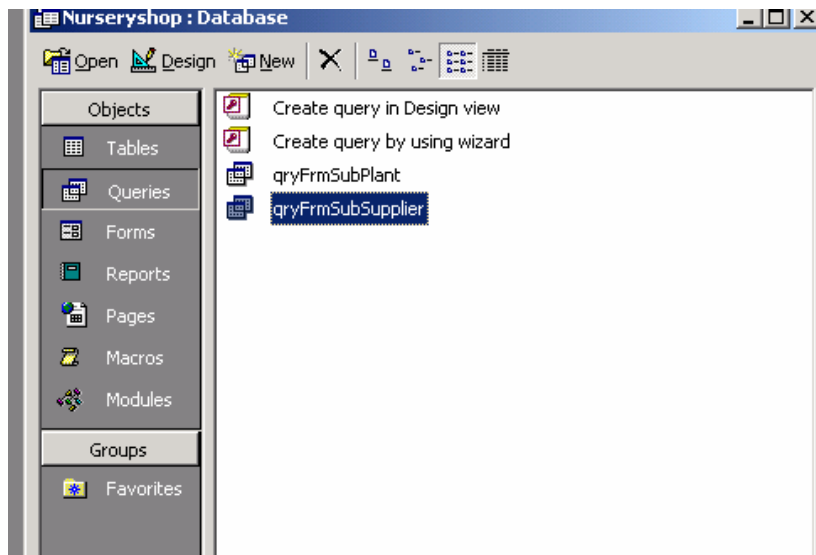 Nurseryshop : Database
Open Design New
Objects
Tables
Queries
Forms
Reports
Pages
Macros
Modules
Groups
Favorites
Create query in Design view
Create query by using wizard
qryFrmSubPlant
qryFrmSubSupplier